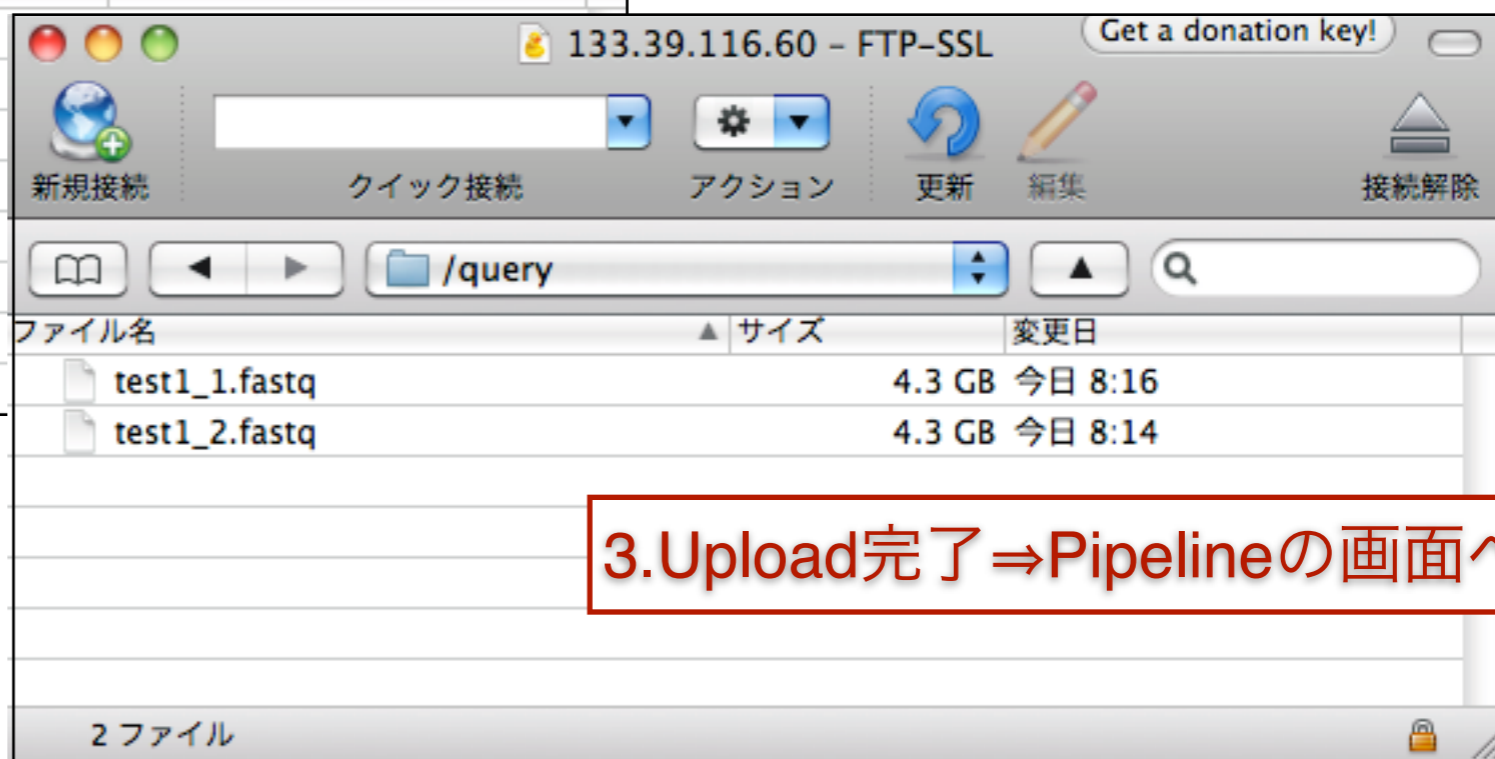 133.39.116.60 – FTP-SSL
Get a donation key!
新規接続
クイック接続
アクション
更新
編集
接続解除
/query
ファイル名 サイズ 変更日
test1_1.fastq 4.3 GB 今日 8:16
test1_2.fastq 4.3 GB 今日 8:14
3.Upload完了⇒Pipelineの画面へ
2 ファイル